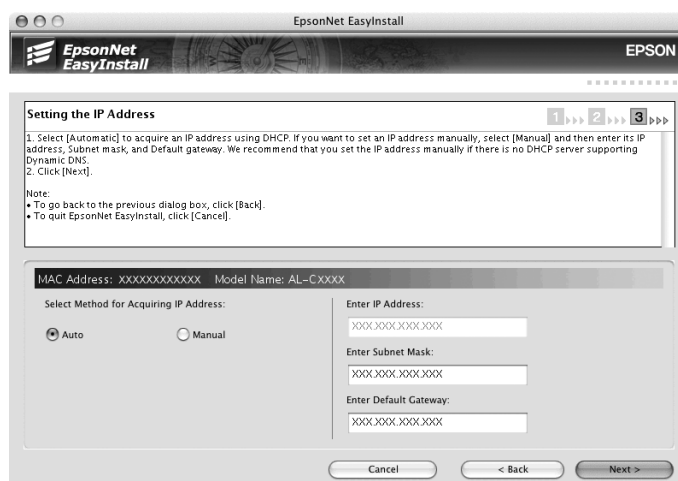 EpsonNet EasyInstall
EpsonNet
EasyInstall
EPSON
Setting the IP Address
1 2 3
1. Select [Automatic] to acquire an IP address using DHCP. If you want to set an IP address manually, select [Manual] and then enter its IP
address, Subnet mask, and Default gateway. We recommend that you set the IP address manually if there is no DHCP server supporting
Dynamic DNS.
2. Click [Next].
Note:
• To go back to the previous dialog box, click [Back].
• To quit EpsonNet EasyInstall, click [Cancel].
MAC Address: XXXXXXXXXXXX Model Name: AL-CXXXX
Select Method for Acquiring IP Address:
Auto
Manual
Enter IP Address:
XXX.XXX.XXX.XXX
Enter Subnet Mask:
XXX.XXX.XXX.XXX
Enter Default Gateway:
XXX.XXX.XXX.XXX
Cancel
< Back
Next >